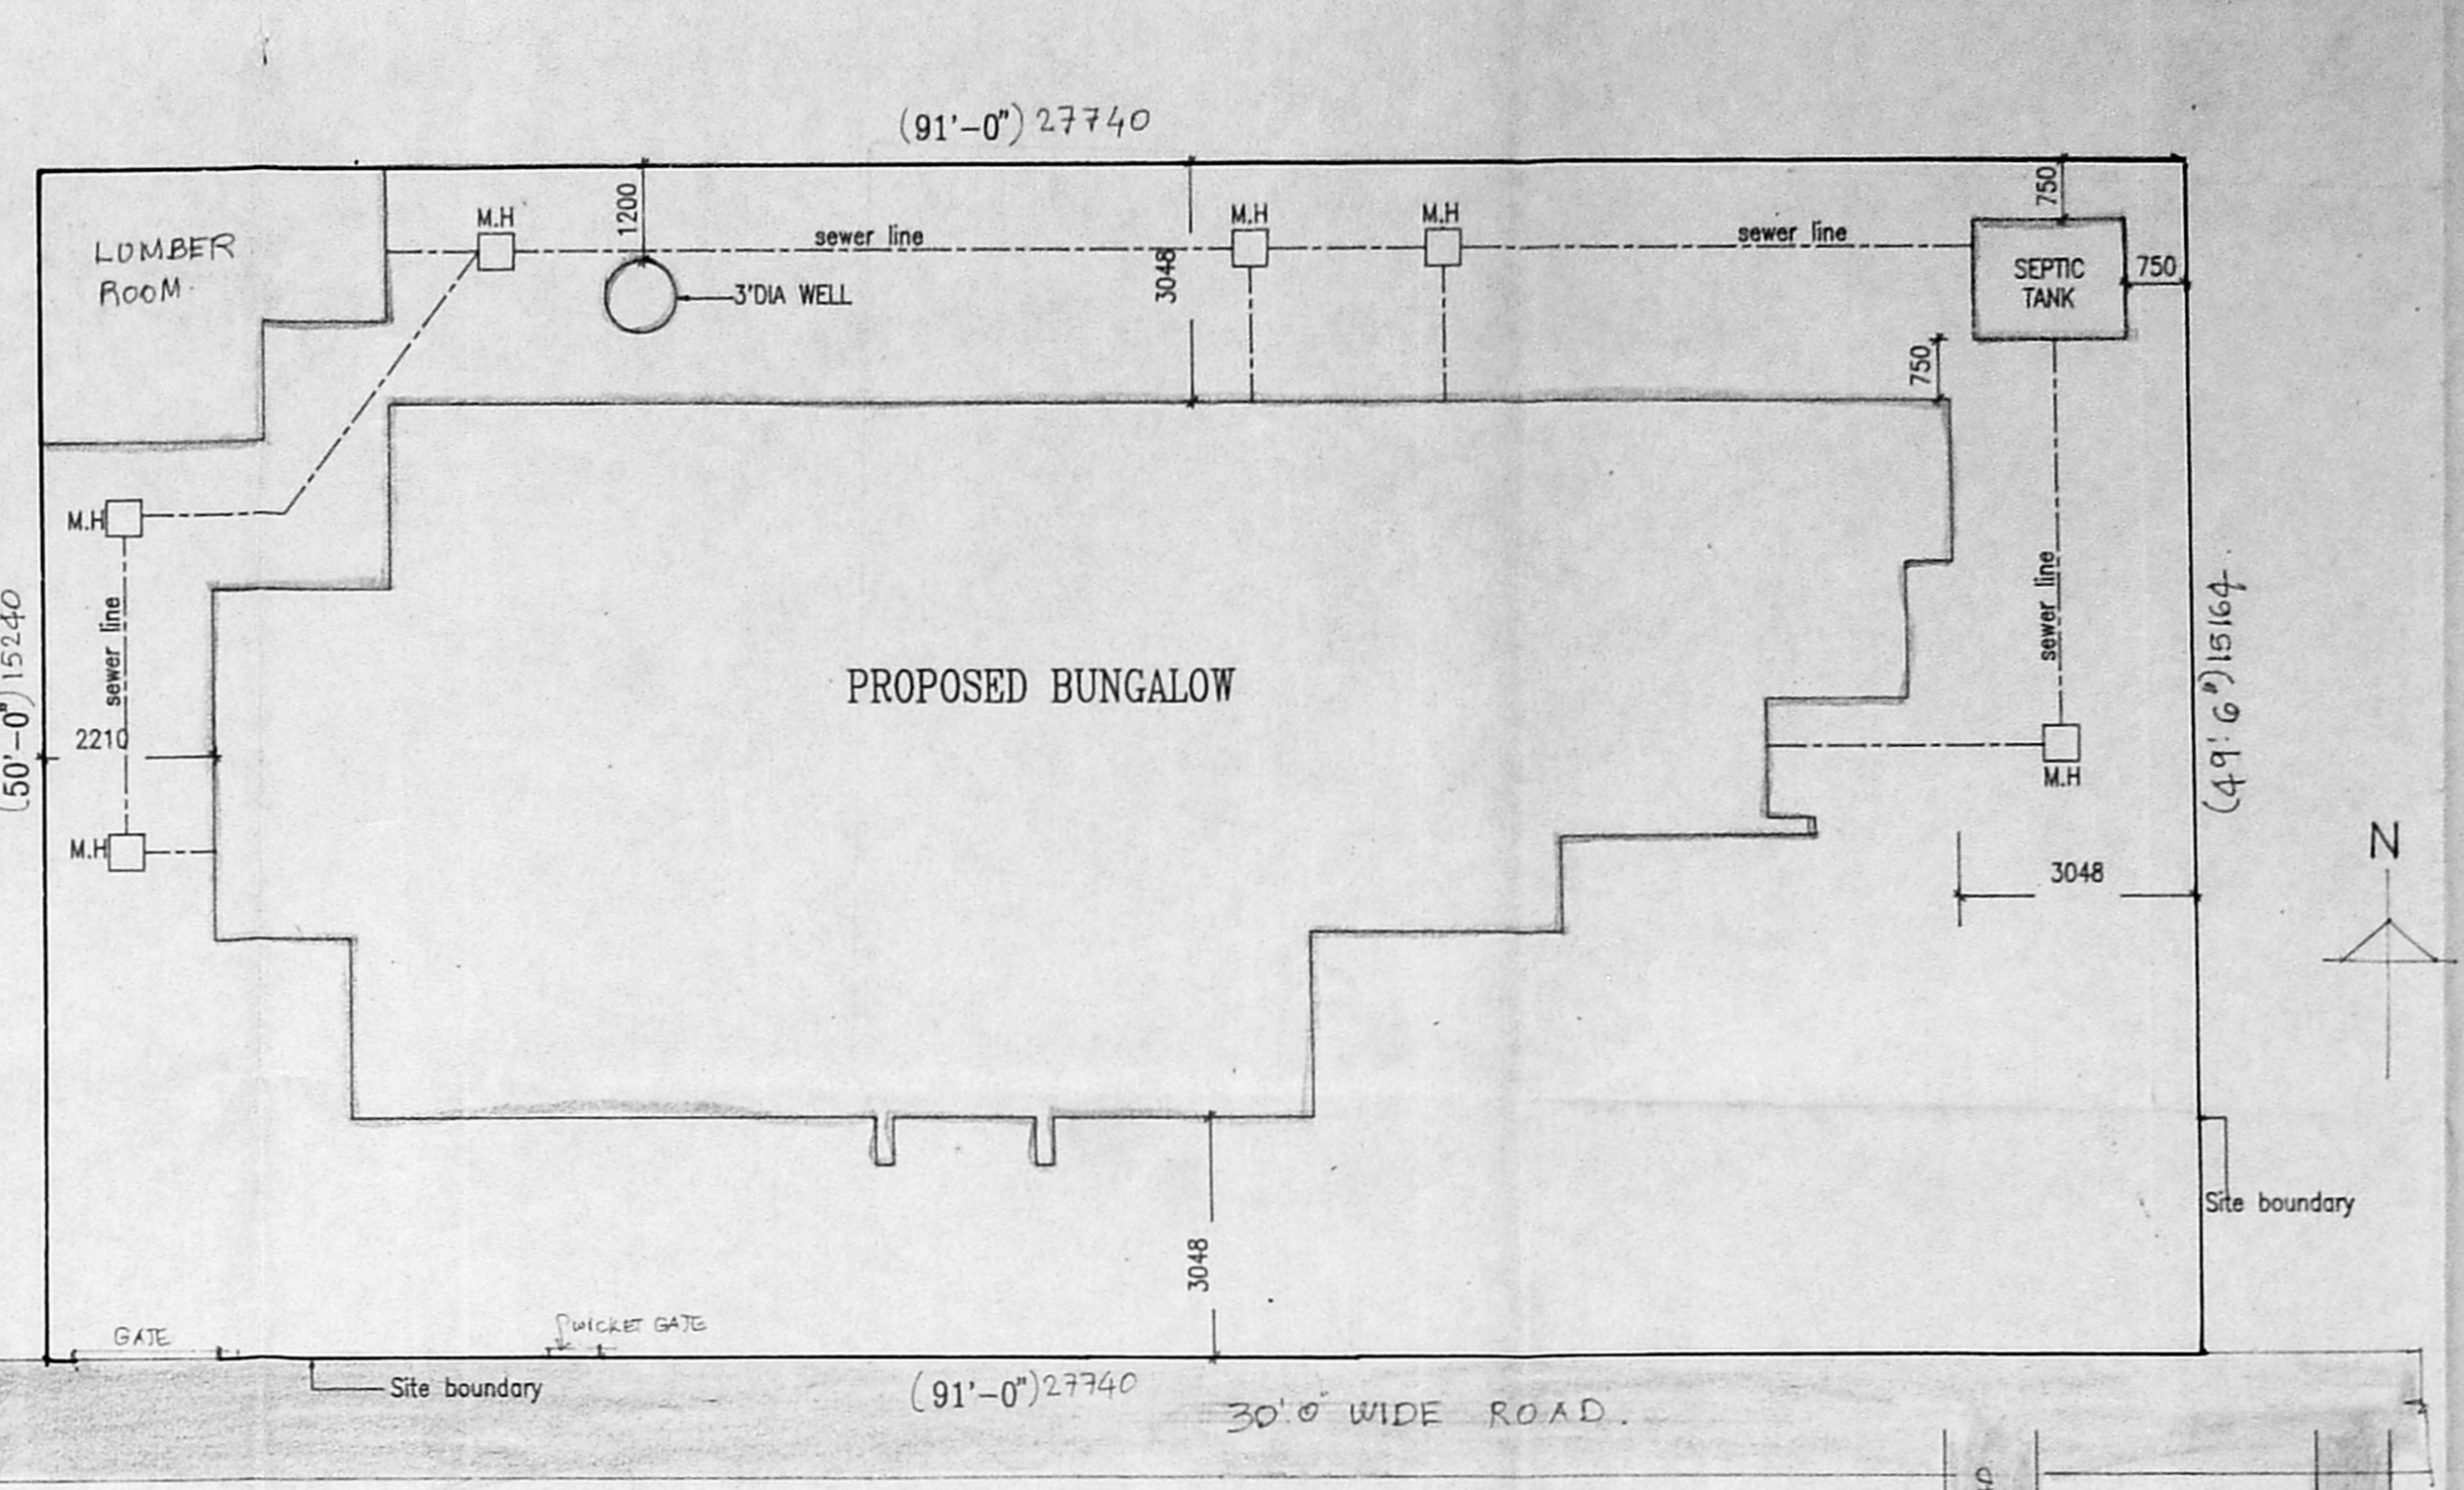 (91'-0") 27740
LUMBER
ROOM
M.H
1200
sewer line
3'DIA WELL
3048
M.H
M.H
sewer line
750
SEPTIC
TANK
750
750
M.H
sewer line
2210
M.H
(50'-0") 15240
PROPOSED BUNGALOW
sewer line
M.H
(49'.6")15164.
3048
N
3048
Site boundary
GATE
WICKET GATE
Site boundary
(91'-0")27740
30'.0" WIDE ROAD.